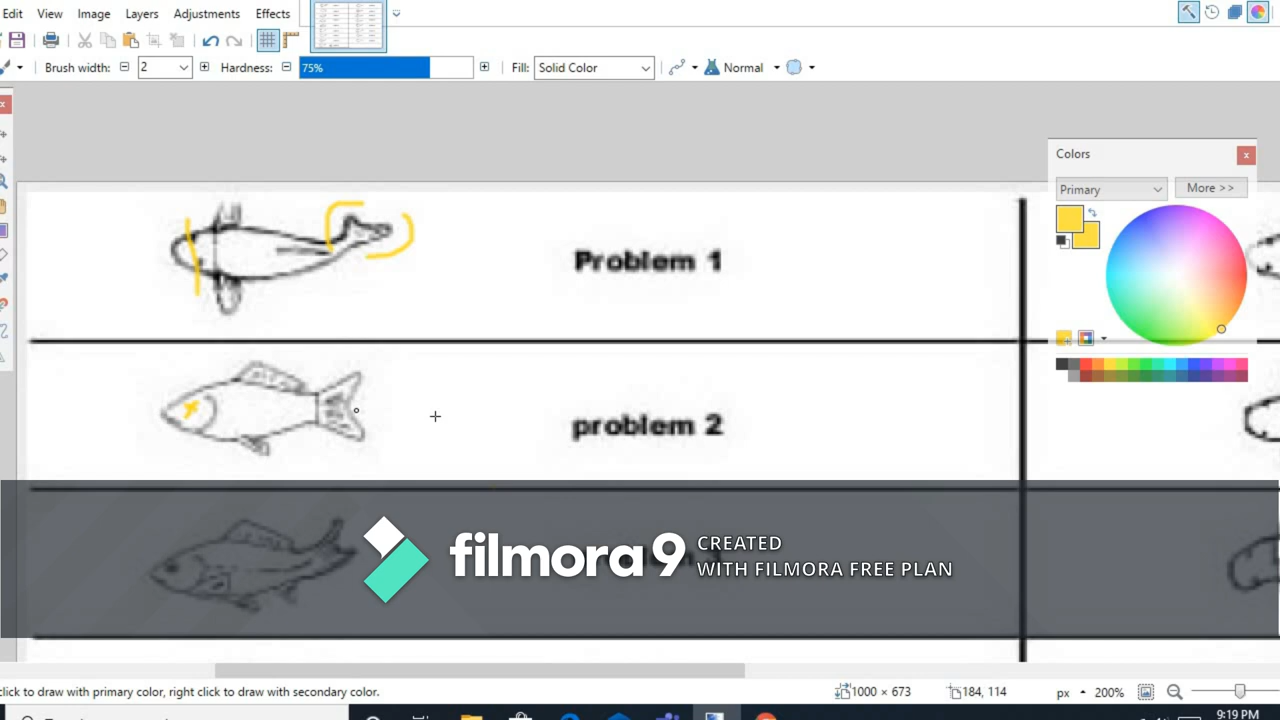 Edit View Image Layers Adjustments Effects
Brush width: 2 Hardness: 75% Fill: Solid Color Normal
Colors
Primary More >>
Problem 1
problem 2
filmora9 CREATED
WITH FILMORA FREE PLAN
click to draw with primary color, right click to draw with secondary color. 1000 × 673 184, 114 px 200%
9:19 PM